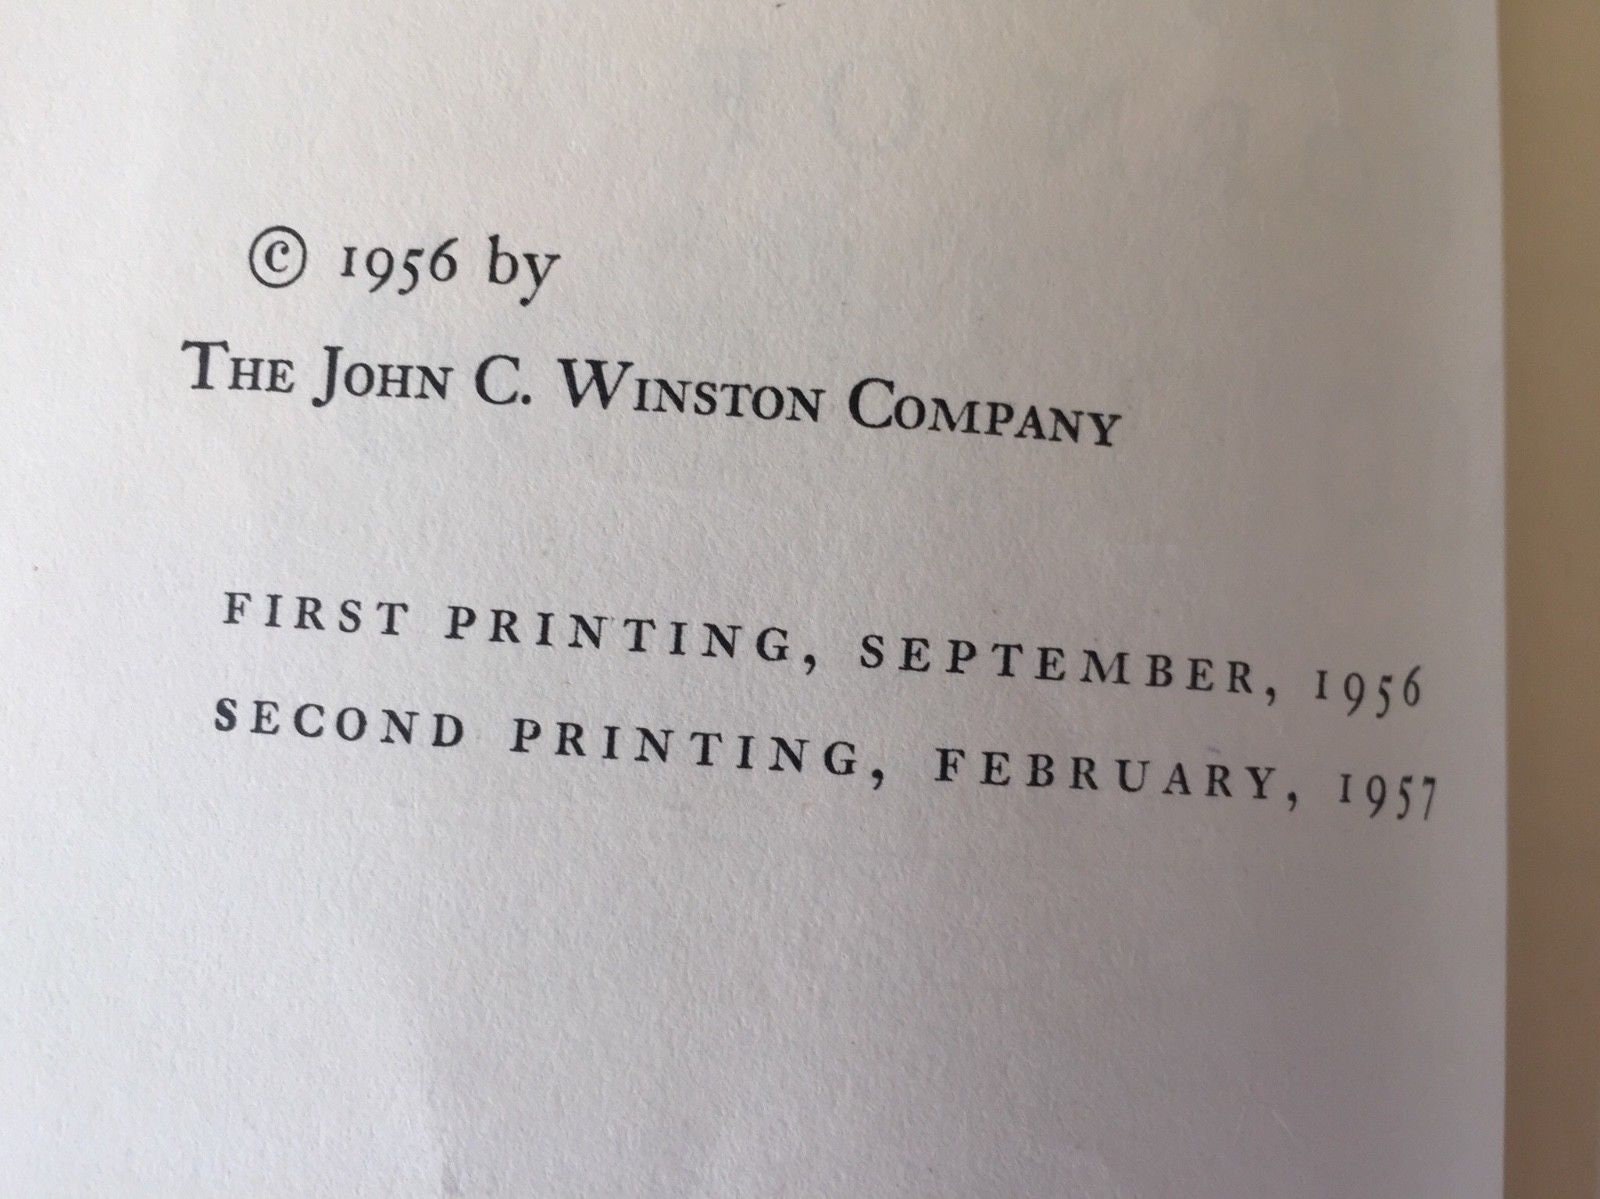 © 1956 by
The John C. Winston Company
FIRST PRINTING, SEPTEMBER, 1956
SECOND PRINTING, FEBRUARY, 1957